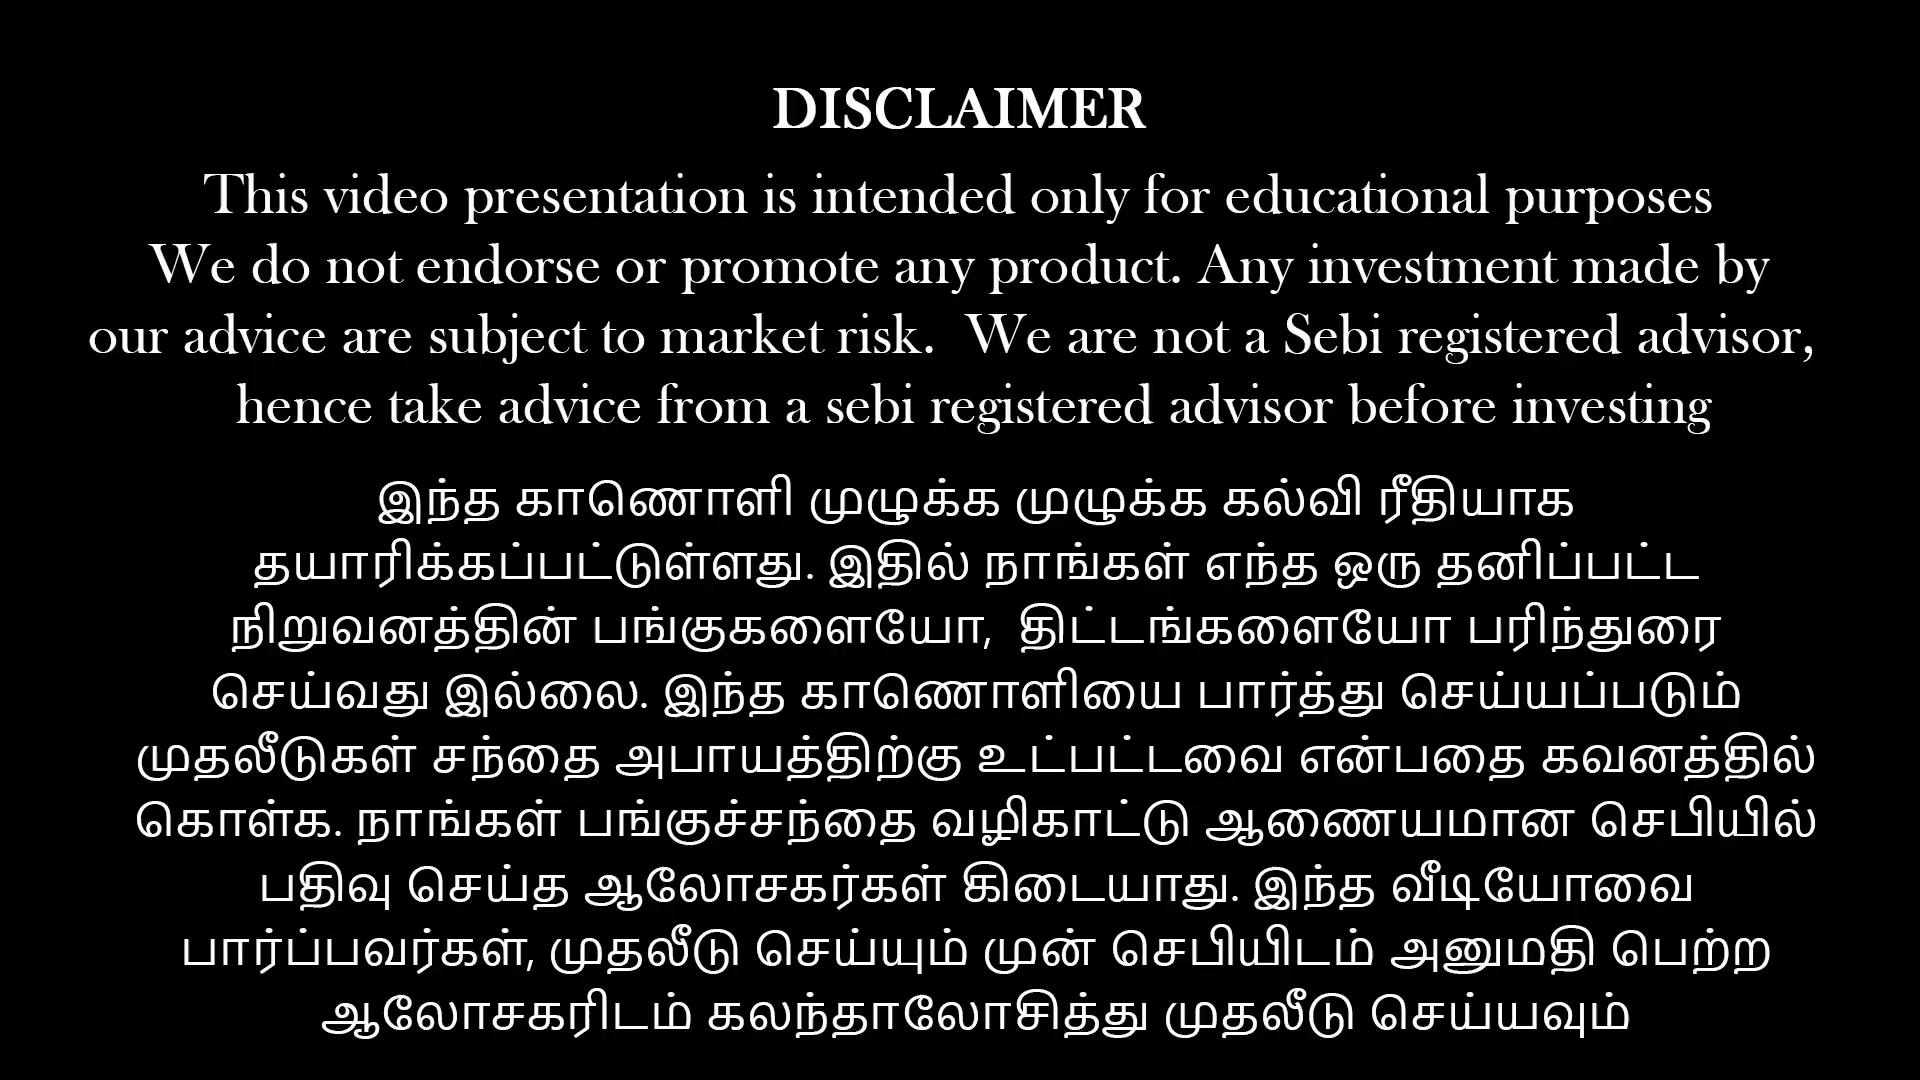 DISCLAIMER
This video presentation is intended only for educational purposes
We do not endorse or promote any product. Any investment made by
our advice are subject to market risk.  We are not a Sebi registered advisor,
hence take advice from a sebi registered advisor before investing
இந்த காணொளி முழுக்க முழுக்க கல்வி ரீதியாக
தயாரிக்கப்பட்டுள்ளது. இதில் நாங்கள் எந்த ஒரு தனிப்பட்ட
நிறுவனத்தின் பங்குகளையோ,  திட்டங்களையோ பரிந்துரை
செய்வது இல்லை. இந்த காணொளியை பார்த்து செய்யப்படும்
முதலீடுகள் சந்தை அபாயத்திற்கு உட்பட்டவை என்பதை கவனத்தில்
கொள்க. நாங்கள் பங்குச்சந்தை வழிகாட்டு ஆணையமான செபியில்
பதிவு செய்த ஆலோசகர்கள் கிடையாது. இந்த வீடியோவை
பார்ப்பவர்கள், முதலீடு செய்யும் முன் செபியிடம் அனுமதி பெற்ற
ஆலோசகரிடம் கலந்தாலோசித்து முதலீடு செய்யவும்